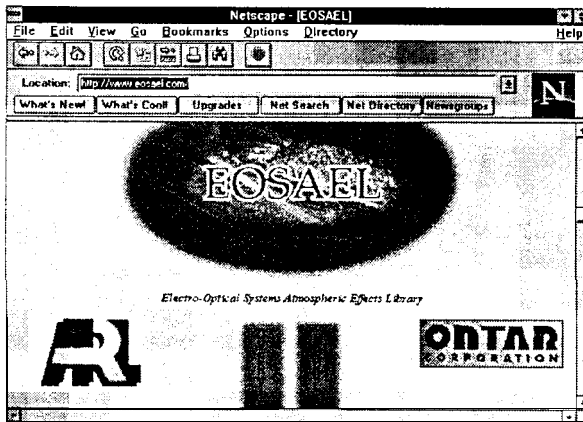 Netscape - [EOSAEL]
File Edit View Go Bookmarks Options Directory Help
Location: http://www.eosael.com
What's New! What's Cool! Upgrades Net Search Net Directory Newsgroups
N
EOSAEL
Electro-Optical Systems Atmospheric Effects Library
ARL
ONTAR
CORPORATION